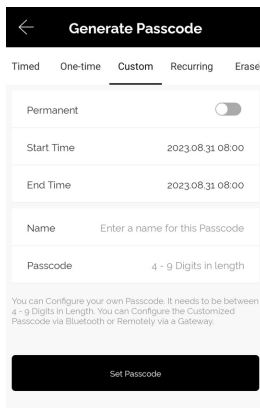 Generate Passcode
Timed One-time Custom Recurring Erase
Permanent
Start Time 2023.08.31 08:00
End Time 2023.08.31 08:00
Name Enter a name for this Passcode
Passcode 4 - 9 Digits in length
You can Configure your own Passcode. It needs to be between
4 - 9 Digits in Length. You can Configure the Customized
Passcode via Bluetooth or Remotely via a Gateway.
Set Passcode